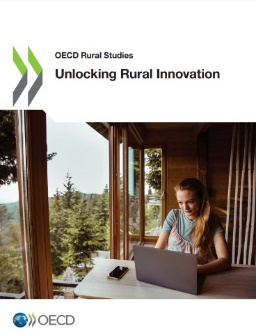 OECD Rural Studies
Unlocking Rural Innovation
OECD